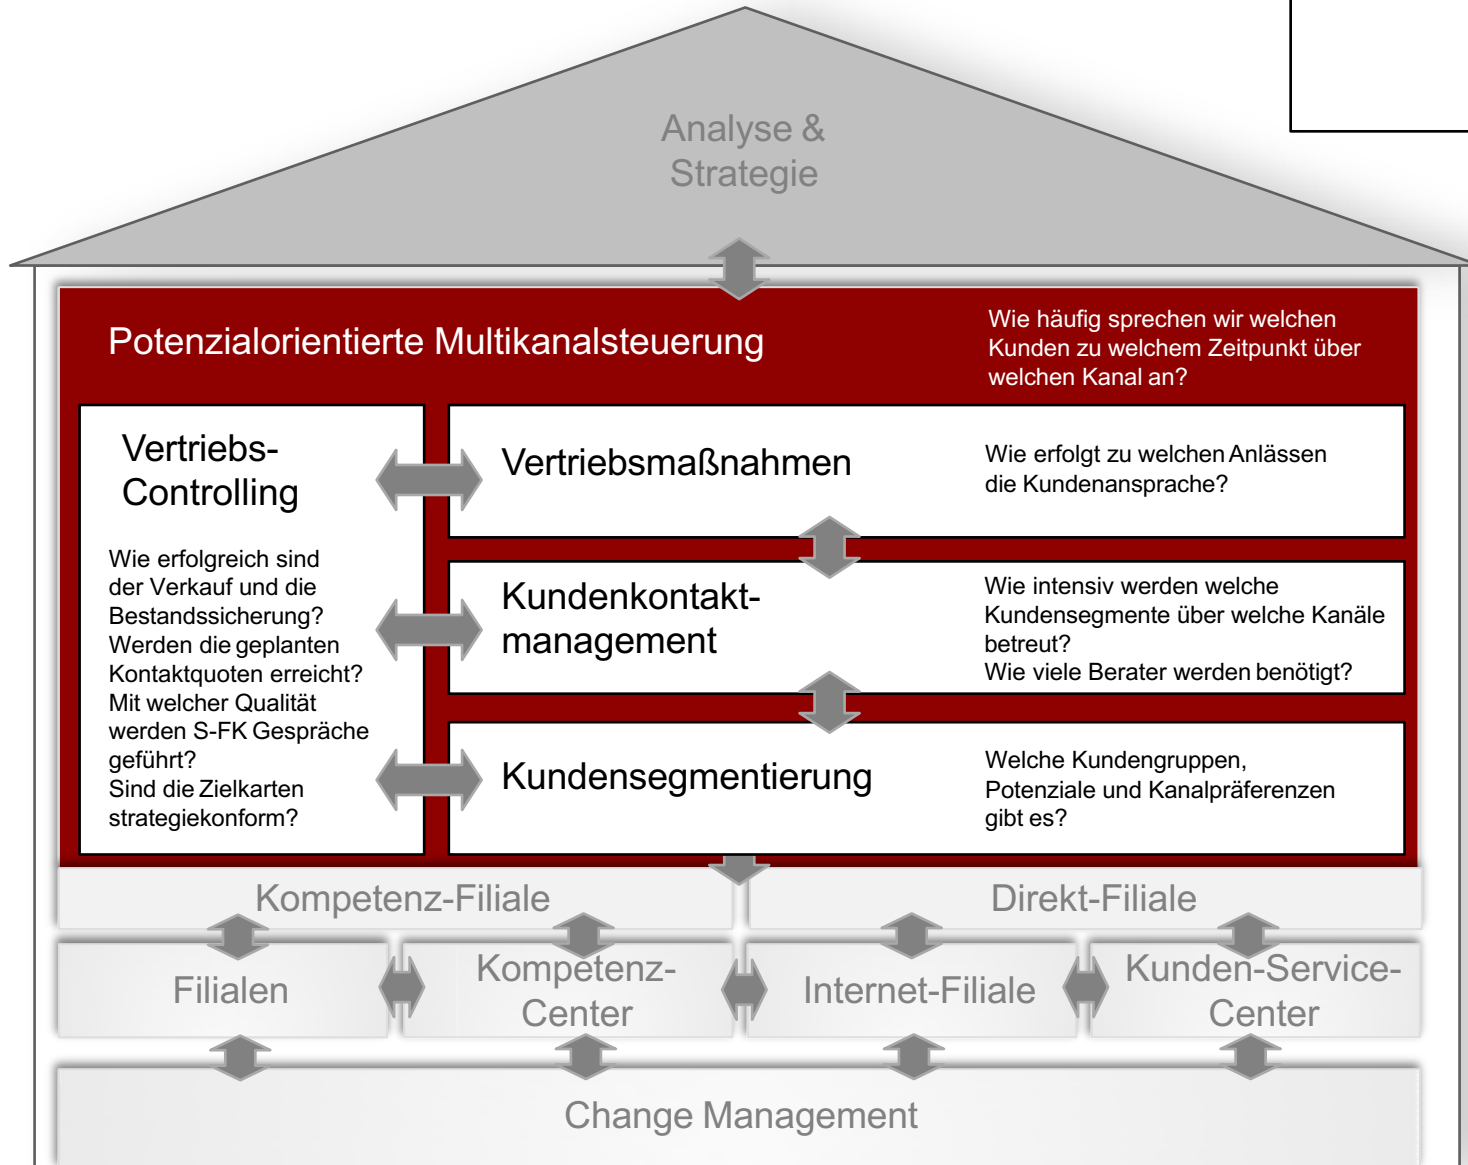 Analyse &
Strategie
Potenzialorientierte Multikanalsteuerung
Wie häufig sprechen wir welchen
Kunden zu welchem Zeitpunkt über
welchen Kanal an?
Vertriebs-
Controlling
Wie erfolgreich sind
der Verkauf und die
Bestandssicherung?
Werden die geplanten
Kontaktquoten erreicht?
Mit welcher Qualität
werden S-FK Gespräche
geführt?
Sind die Zielkarten
strategiekonform?
Vertriebsmaßnahmen
Wie erfolgt zu welchen Anlässen
die Kundenansprache?
Kundenkontakt-
management
Wie intensiv werden welche
Kundensegmente über welche Kanäle
betreut?
Wie viele Berater werden benötigt?
Kundensegmentierung
Welche Kundengruppen,
Potenziale und Kanalpräferenzen
gibt es?
Kompetenz-Filiale
Direkt-Filiale
Filialen
Kompetenz-
Center
Internet-Filiale
Kunden-Service-
Center
Change Management